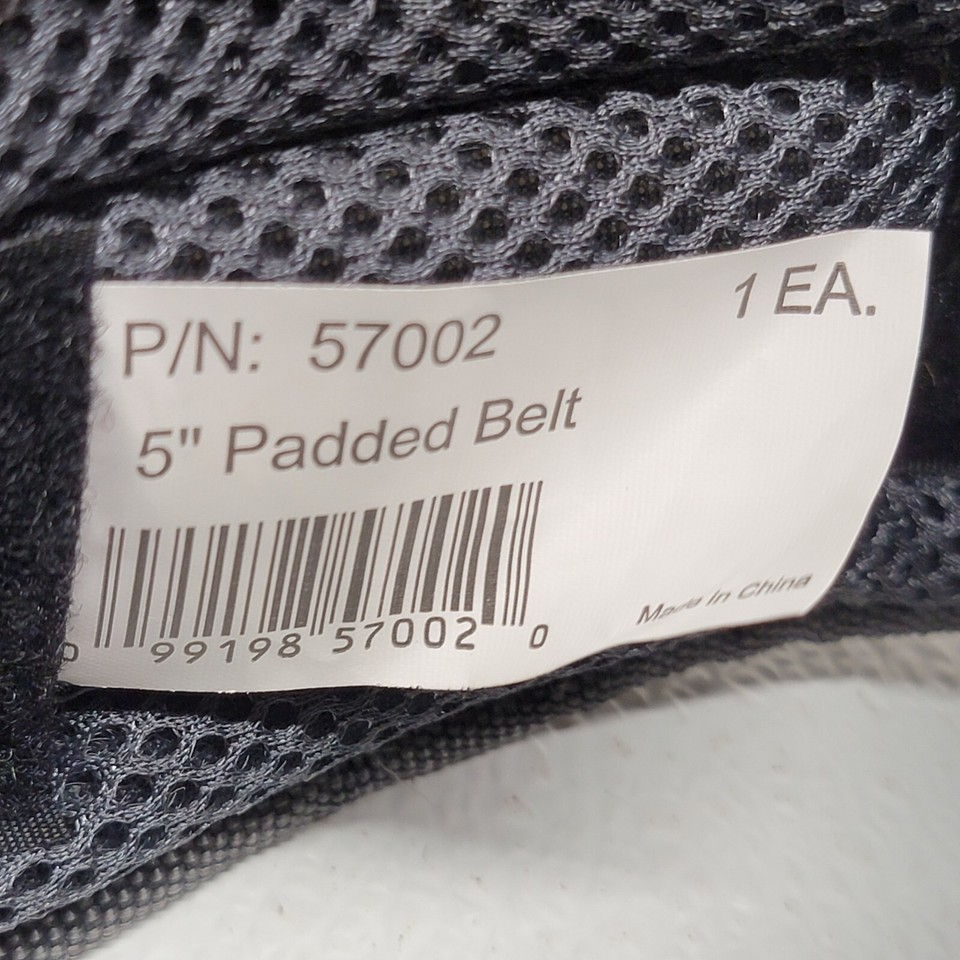 1 EA.
P/N: 57002
5" Padded Belt
0 99198 57002 0
Made in China